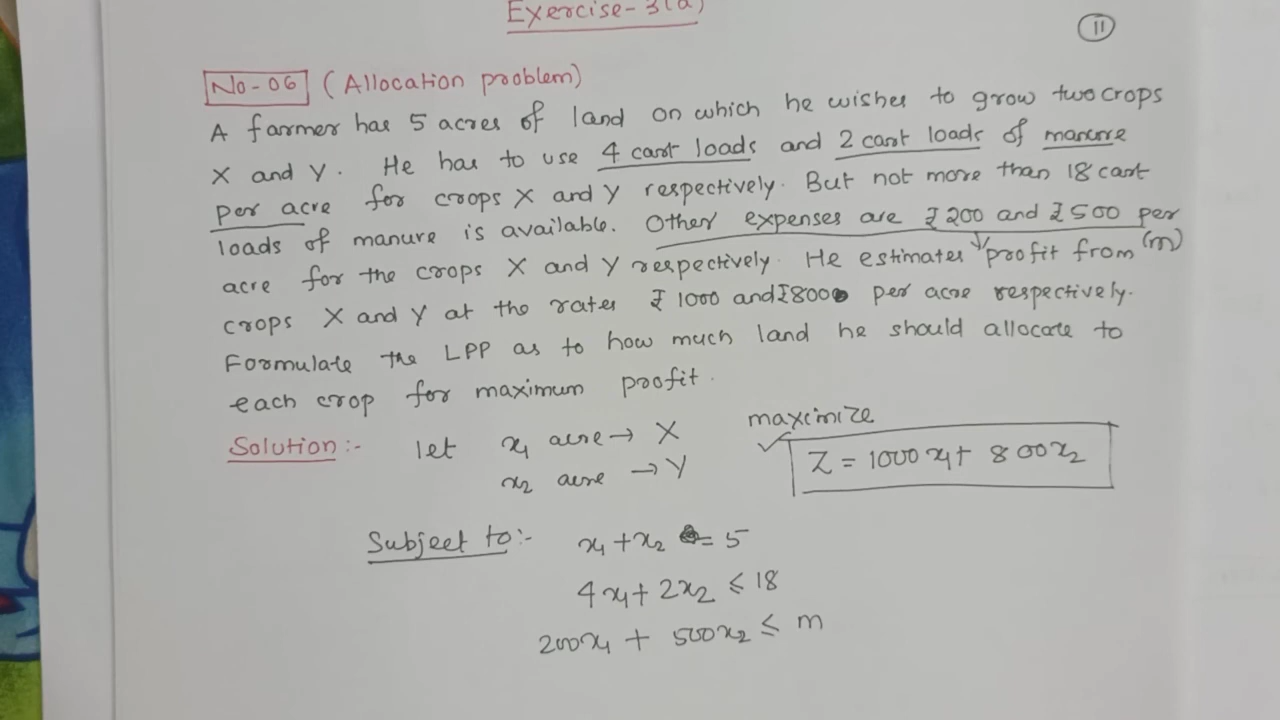 Exercise-3(a)
11
No-06 (Allocation problem)
A farmer has 5 acres of land on which he wishes to grow two crops
X and Y. He has to use 4 cart loads and 2 cart loads of manure
per acre for crops X and Y respectively. But not more than 18 cart
loads of manure is available. Other expenses are ₹200 and ₹500 per
acre for the crops X and Y respectively. He estimates profit from (m)
crops X and Y at the rates ₹1000 and ₹800 per acre respectively.
Formulate the LPP as to how much land he should allocate to
each crop for maximum profit.
Solution:- let x₁ acre → X
x₂ acre → Y
maximize
Z = 1000x₁ + 800x₂
Subject to:- x₁ + x₂ = 5
4x₁ + 2x₂ ≤ 18
200x₁ + 500x₂ ≤ m